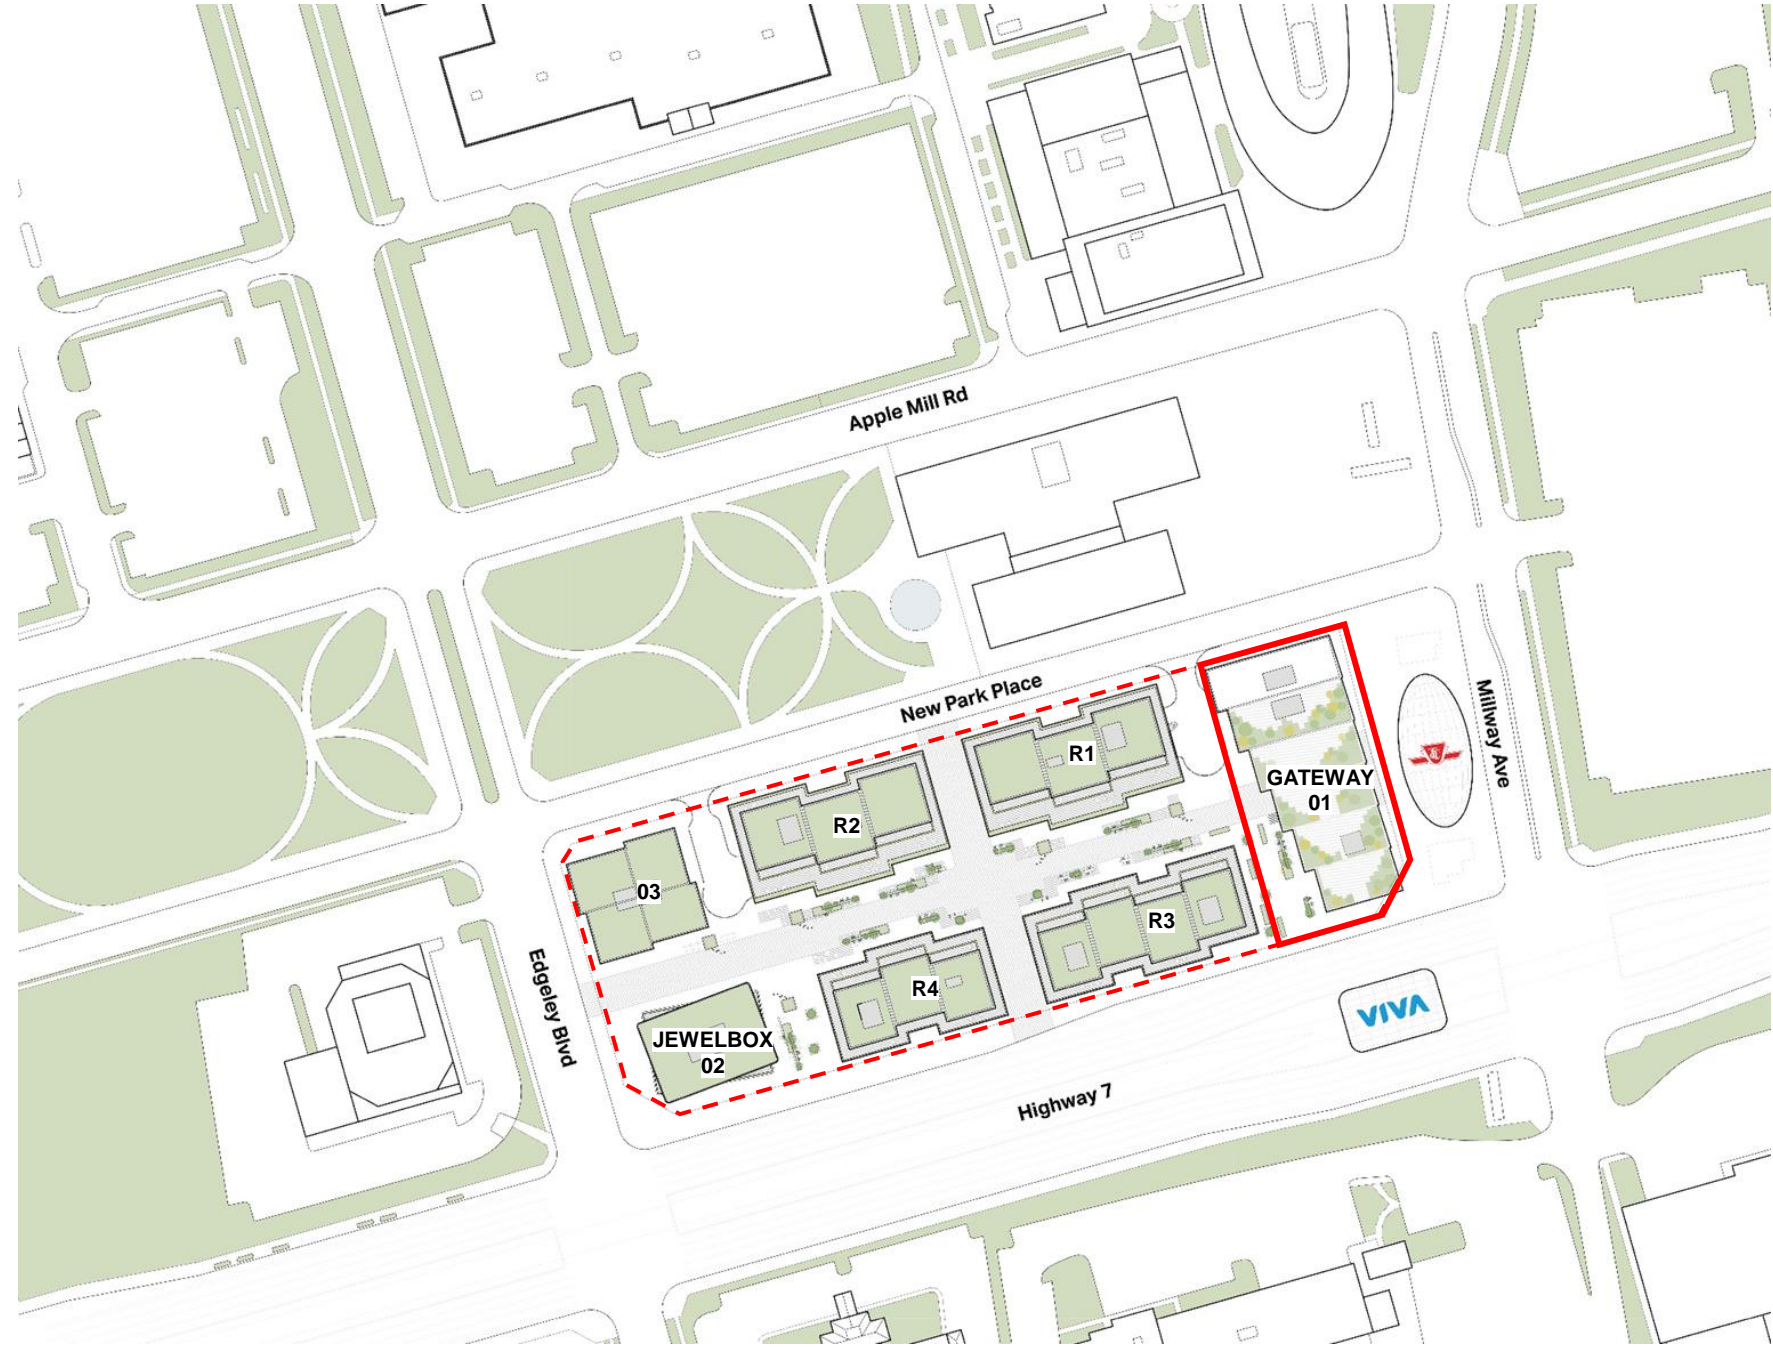 Apple Mill Rd
New Park Place
Millway Ave
R1
GATEWAY
01
R2
03
R3
R4
JEWELBOX
02
Edgeley Blvd
VIVA
Highway 7